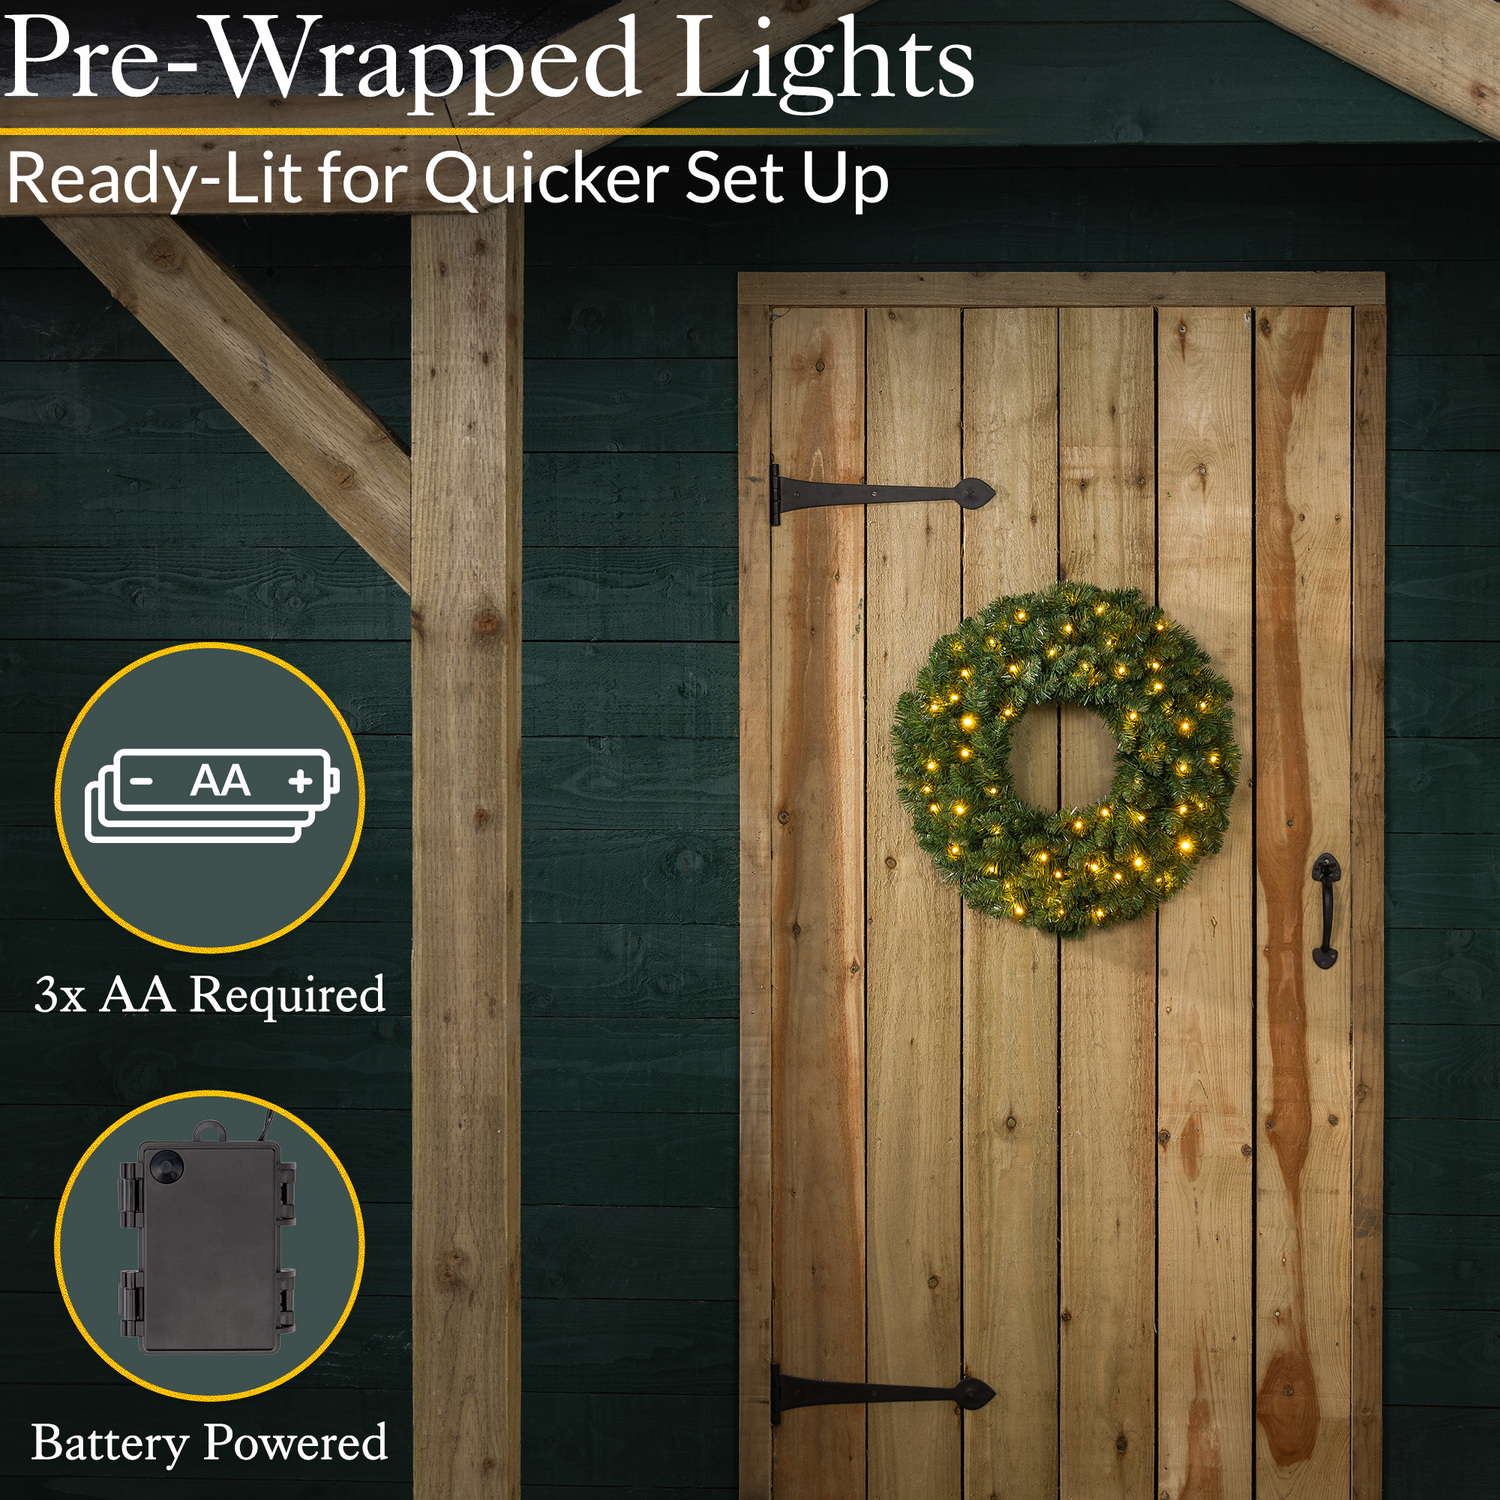 Pre-Wrapped Lights
Ready-Lit for Quicker Set Up
- AA +
3x AA Required
Battery Powered